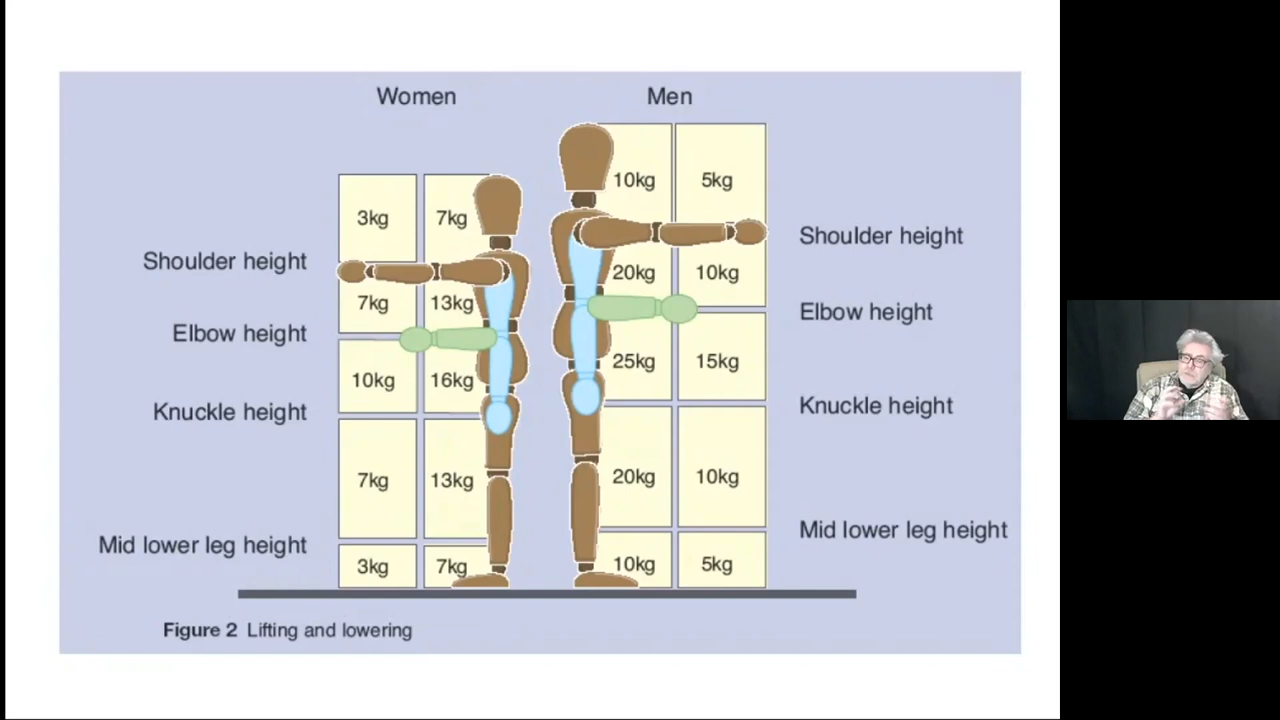 Women
Men
3kg
7kg
10kg
5kg
Shoulder height
Shoulder height
7kg
13kg
20kg
10kg
Elbow height
Elbow height
10kg
16kg
25kg
15kg
Knuckle height
Knuckle height
7kg
13kg
20kg
10kg
Mid lower leg height
Mid lower leg height
3kg
7kg
10kg
5kg
Figure 2 Lifting and lowering